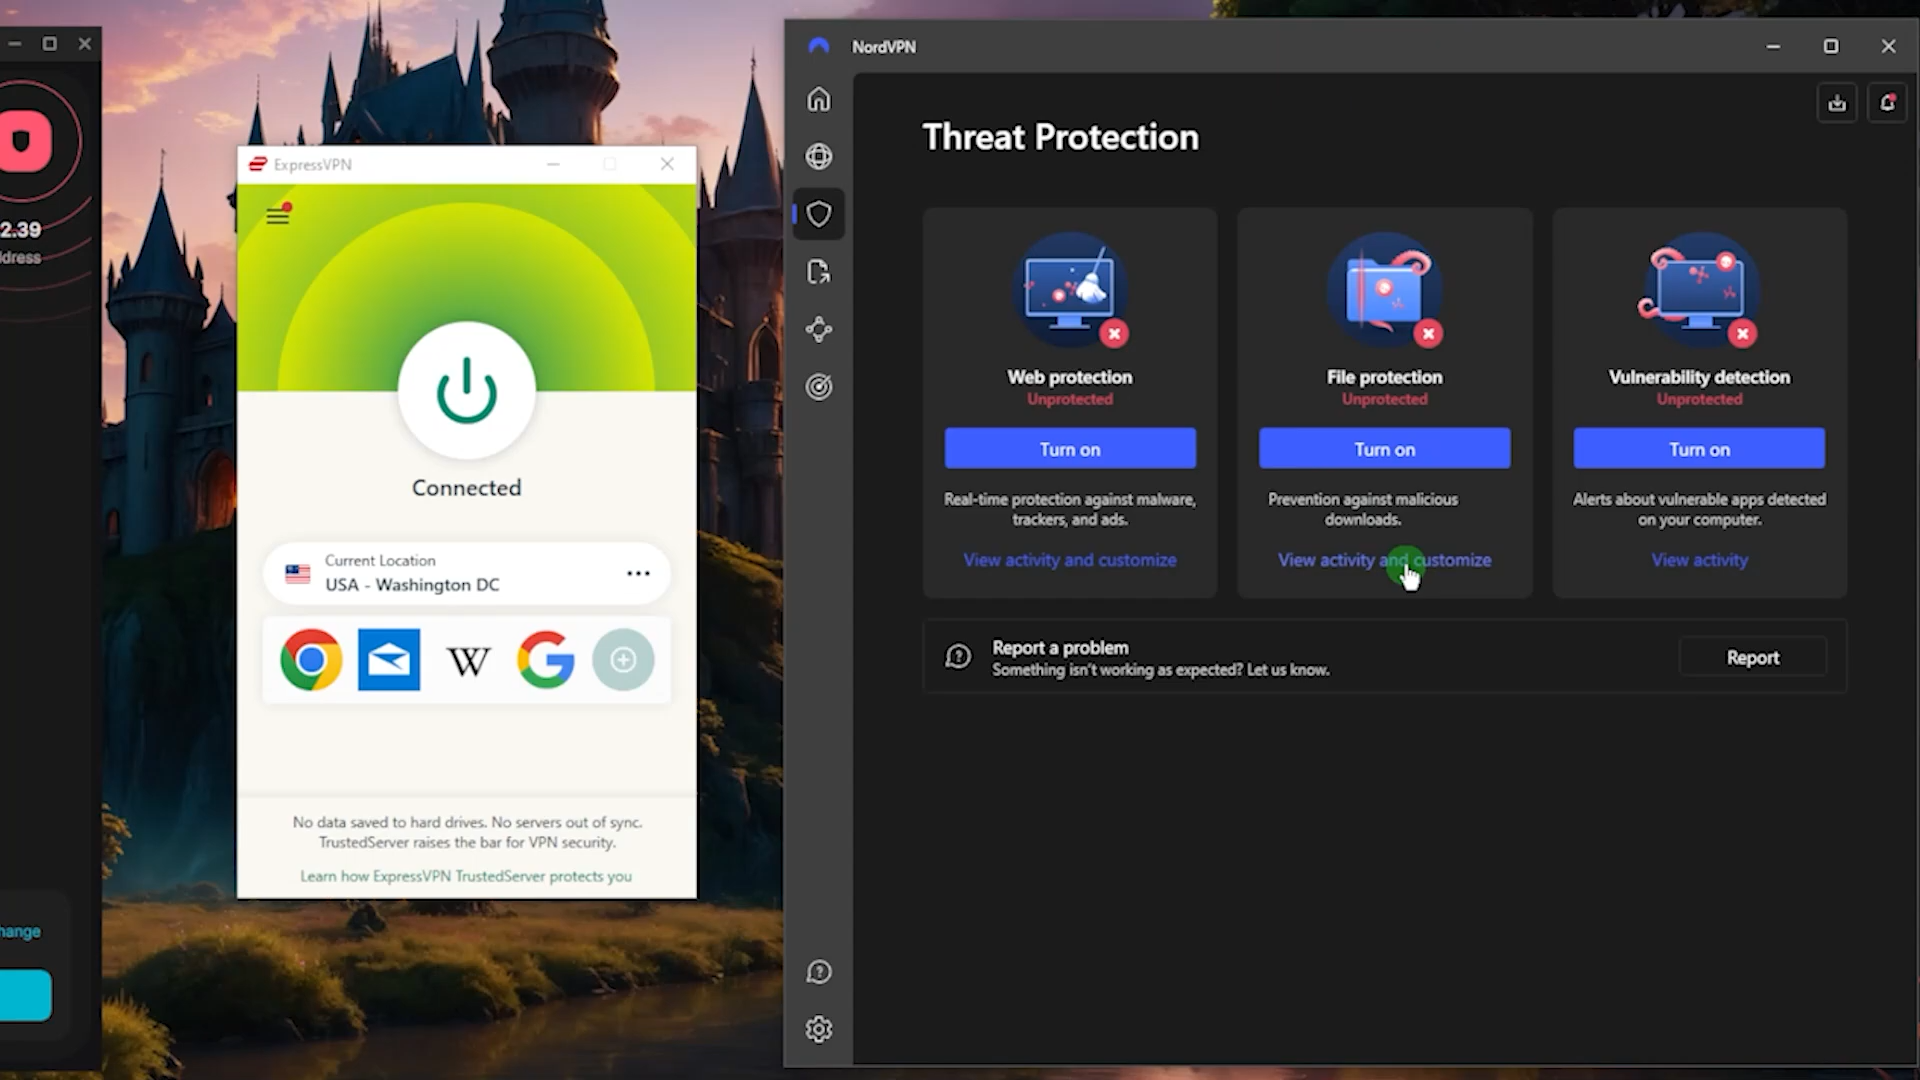 2.39
dress
hange
ExpressVPN
Connected
Current Location
USA - Washington DC
No data saved to hard drives. No servers out of sync.
TrustedServer raises the bar for VPN security.
Learn how ExpressVPN TrustedServer protects you
NordVPN
Threat Protection
Web protection
Unprotected
Turn on
Real-time protection against malware,
trackers, and ads.
View activity and customize
File protection
Unprotected
Turn on
Prevention against malicious
downloads.
View activity and customize
Vulnerability detection
Unprotected
Turn on
Alerts about vulnerable apps detected
on your computer.
View activity
Report a problem
Something isn't working as expected? Let us know.
Report